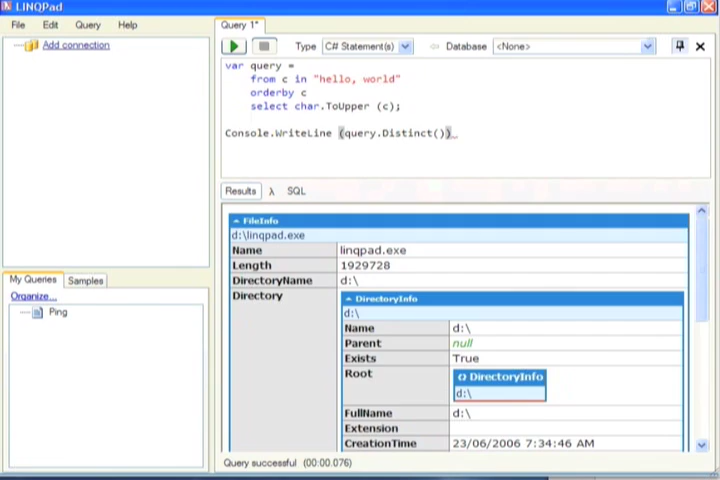 LINQPad
File Edit Query Help
Add connection
My Queries Samples
Organize...
Ping
Query 1*
Type C# Statement(s) Database <None>
var query =
from c in "hello, world"
orderby c
select char.ToUpper (c);
Console.WriteLine (query.Distinct())
Results λ SQL
FileInfo
d:\linqpad.exe
Name linqpad.exe
Length 1929728
DirectoryName d:\
Directory
DirectoryInfo
d:\
Name d:\
Parent null
Exists True
Root
DirectoryInfo
d:\
FullName d:\
Extension
CreationTime 23/06/2006 7:34:46 AM
Query successful (00:00.076)